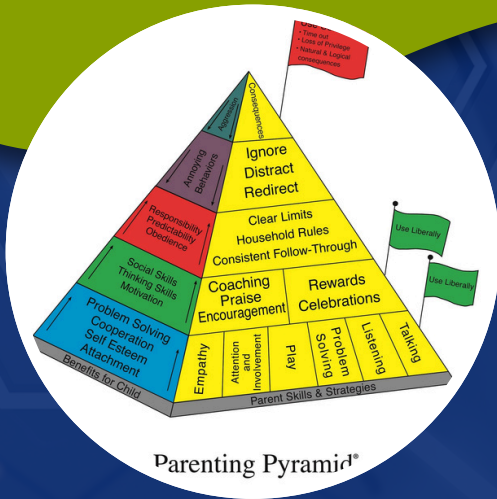 • Time out
• Loss of Privilege
• Natural & Logical
consequences
Aggression
Consequences
Annoying
Behaviors
Ignore
Distract
Redirect
Responsibility
Predictability
Obedience
Clear Limits
Household Rules
Consistent Follow-Through
Use Liberally
Use Liberally
Social Skills
Thinking Skills
Motivation
Coaching
Praise
Encouragement
Rewards
Celebrations
Problem Solving
Cooperation
Self Esteem
Attachment
Empathy
Attention
and
Involvement
Play
Problem
Solving
Listening
Talking
Benefits for Child
Parent Skills & Strategies
Parenting Pyramid®